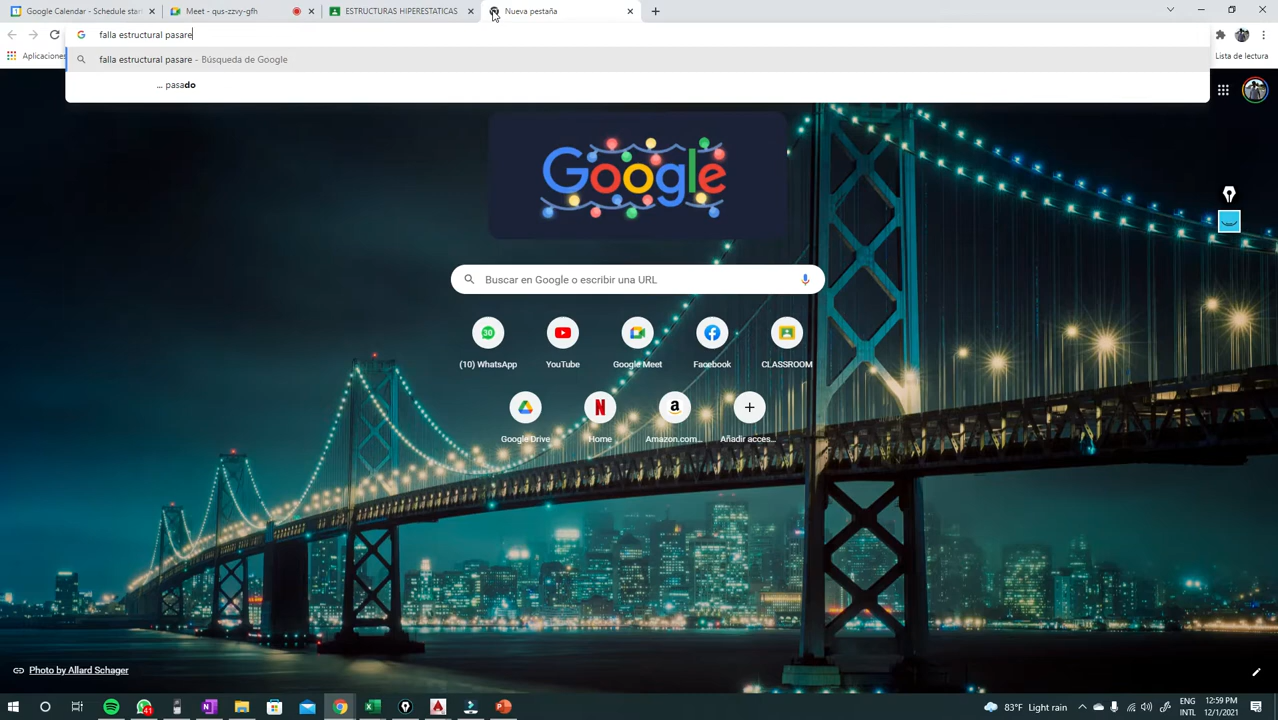 Google Calendar - Schedule star
Meet - qus-zzvy-gfh
ESTRUCTURAS HIPERESTATICAS
Nueva pestaña
falla estructural pasare
Aplicaciones
Lista de lectura
falla estructural pasare - Búsqueda de Google
... pasado
Google
Buscar en Google o escribir una URL
30
(10) WhatsApp
YouTube
Google Meet
Facebook
CLASSROOM
N
a
Google Drive
Home
Amazon.com...
Añadir acces...
Photo by Allard Schager
41
83°F Light rain
ENG
INTL
12:59 PM
12/1/2021